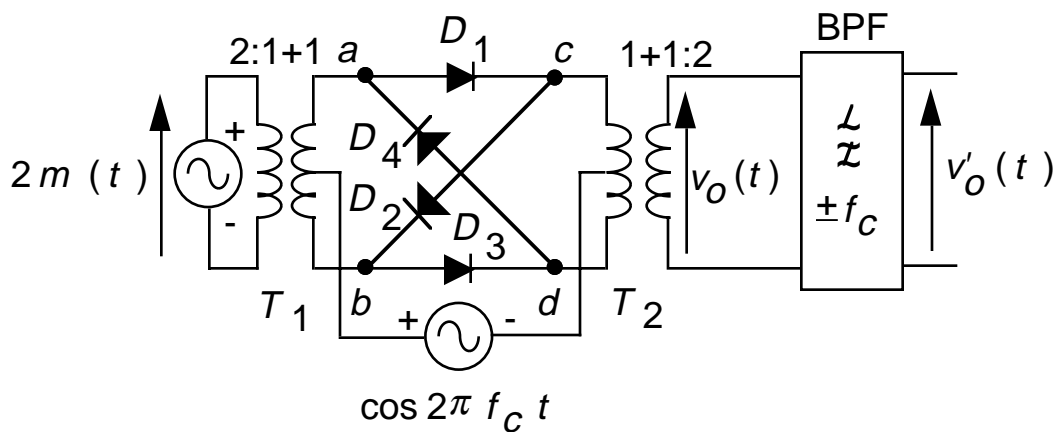 BPF
2:1+1
a
D1
c
1+1:2
+
-
2 m (t)
D4
D2
D3
vo (t)
± fc
v'o (t)
T1
b
+
-
d
T2
cos 2π fc t